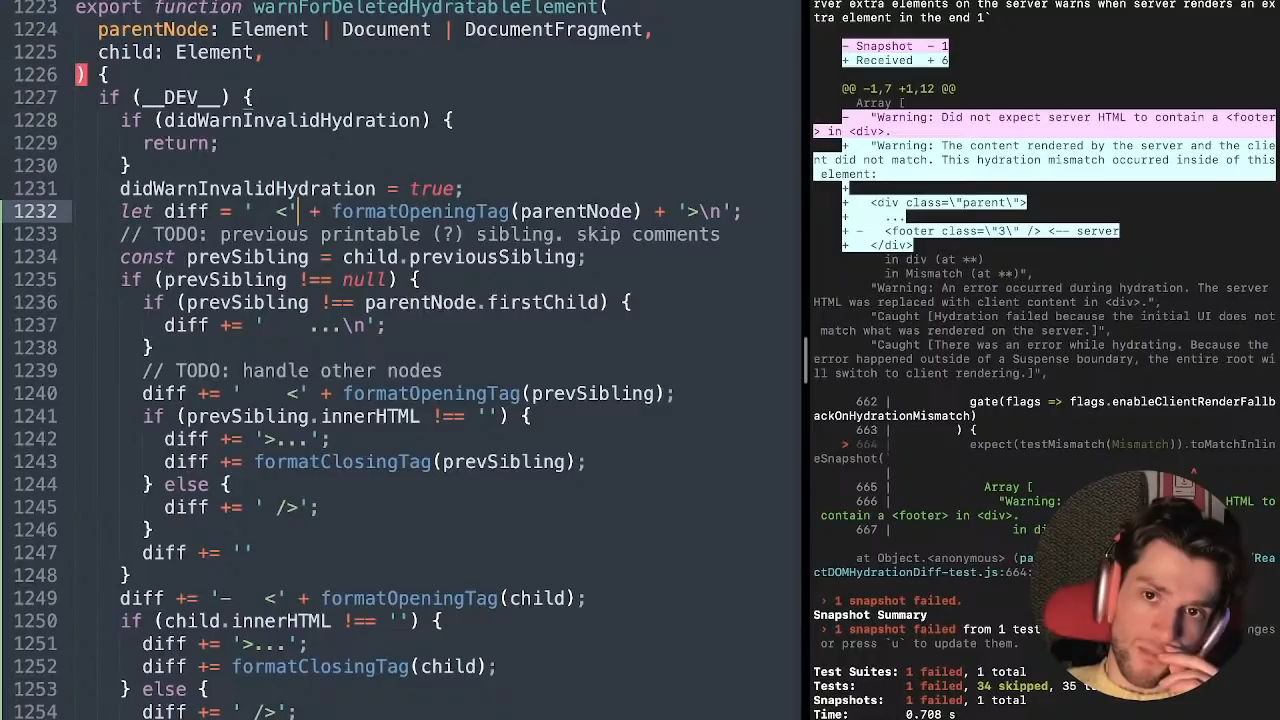 1223 export function warnForDeletedHydratableElement(
1224   parentNode: Element | Document | DocumentFragment,
1225   child: Element,
1226 ) {
1227   if (__DEV__) {
1228     if (didWarnInvalidHydration) {
1229       return;
1230     }
1231     didWarnInvalidHydration = true;
1232     let diff = '   <' + formatOpeningTag(parentNode) + '>\n';
1233     // TODO: previous printable (?) sibling. skip comments
1234     const prevSibling = child.previousSibling;
1235     if (prevSibling !== null) {
1236       if (prevSibling !== parentNode.firstChild) {
1237         diff += '    ...\n';
1238       }
1239       // TODO: handle other nodes
1240       diff += '    <' + formatOpeningTag(prevSibling);
1241       if (prevSibling.innerHTML !== '') {
1242         diff += '>...';
1243         diff += formatClosingTag(prevSibling);
1244       } else {
1245         diff += ' />';
1246       }
1247       diff += ''
1248     }
1249     diff += '-   <' + formatOpeningTag(child);
1250     if (child.innerHTML !== '') {
1251       diff += '>...';
1252       diff += formatClosingTag(child);
1253     } else {
1254       diff += ' />';
rver extra elements on the server warns when server renders an ex
tra element in the end 1`
- Snapshot  - 1
+ Received  + 6
@@ -1,7 +1,12 @@
Array [
-   "Warning: Did not expect server HTML to contain a <footer
> in <div>.
+   "Warning: The content rendered by the server and the clie
nt did not match. This hydration mismatch occurred inside of this
 element:
+
+   <div class=\"parent\">
+     ...
+ -   <footer class=\"3\" /> <-- server
+   </div>
in div (at **)
in Mismatch (at **)",
"Warning: An error occurred during hydration. The server
HTML was replaced with client content in <div>.",
"Caught [Hydration failed because the initial UI does not
 match what was rendered on the server.]",
"Caught [There was an error while hydrating. Because the
error happened outside of a Suspense boundary, the entire root wi
ll switch to client rendering.]",
662 |         gate(flags => flags.enableClientRenderFallb
ackOnHydrationMismatch)
663 |       ) {
> 664 |         expect(testMismatch(Mismatch)).toMatchInlin
eSnapshot(
|         ^
665 |           Array [
666 |             "Warning: HTML to
 contain a <footer> in <div>.
667 |               in di
at Object.<anonymous> (pa /Rea
ctDOMHydrationDiff-test.js:664:
› 1 snapshot failed.
Snapshot Summary
› 1 snapshot failed from 1 test nges
 or press `u` to update them.
Test Suites: 1 failed, 1 total
Tests:       1 failed, 34 skipped, 35 to
Snapshots:   1 failed, 1 total
Time:        0.708 s